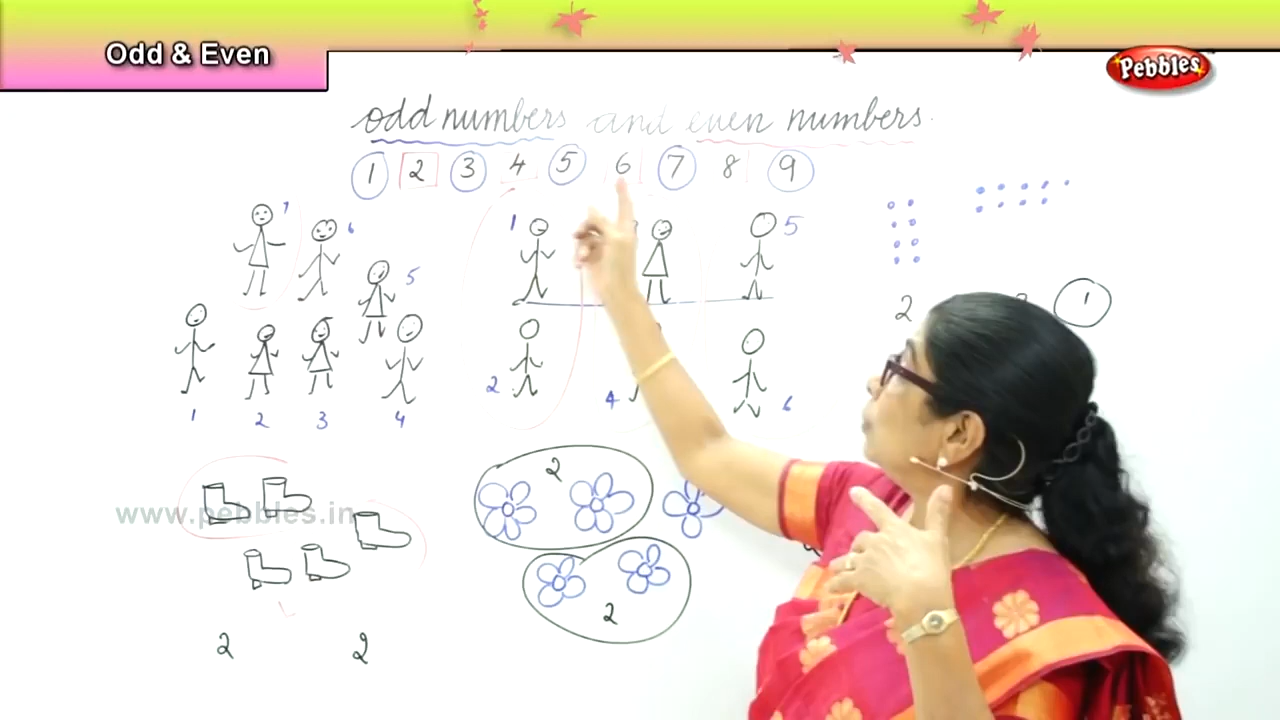 Odd & Even
Pebbles
odd numbers and even numbers.
1 2 3 4 5 6 7 8 9
1 6 5
1 2 3 4
1 5
2 4 6
2 1
www.pebbles.in
2
2
2 2